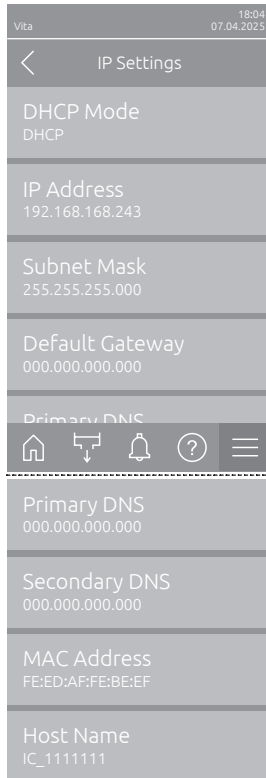 18:04
Vita
07.04.2025
IP Settings
DHCP Mode
DHCP
IP Address
192.168.168.243
Subnet Mask
255.255.255.000
Default Gateway
000.000.000.000
Primary DNS
?
Primary DNS
000.000.000.000
Secondary DNS
000.000.000.000
MAC Address
FE:ED:AF:FE:BE:EF
Host Name
IC_1111111